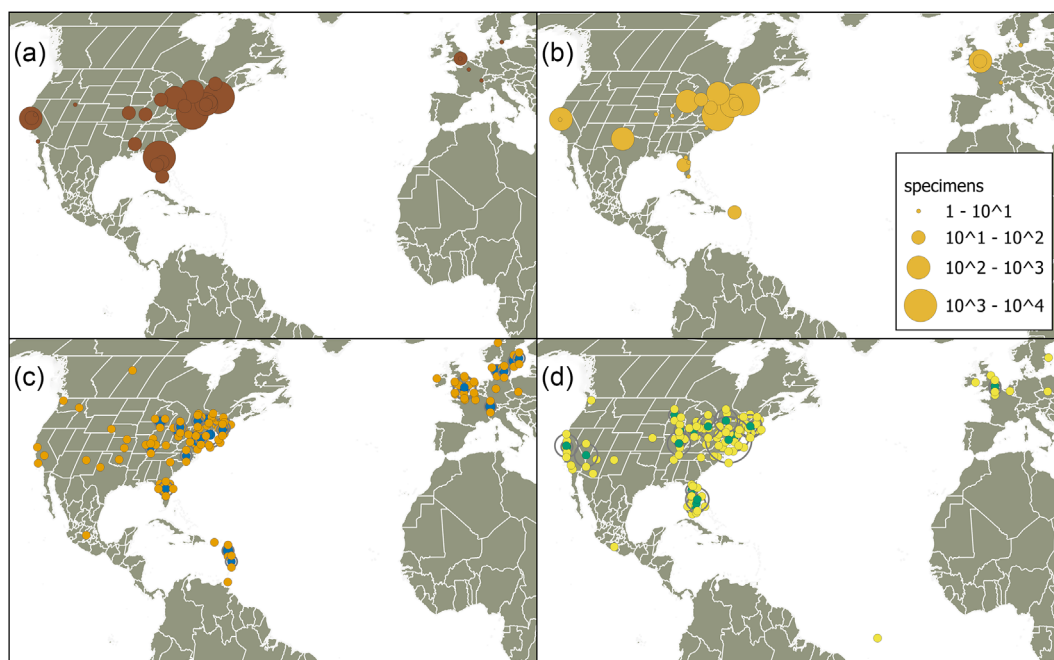 (a)
(b)
specimens
1 - 10^1
10^1 - 10^2
10^2 - 10^3
10^3 - 10^4
(c)
(d)